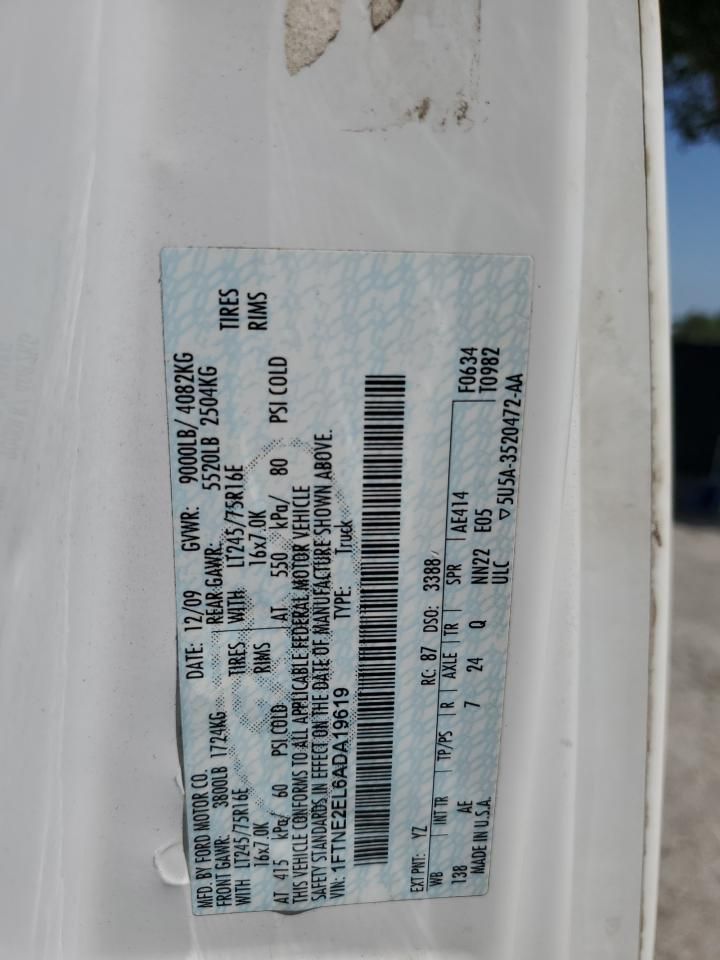 MFD. BY FORD MOTOR CO.
DATE: 12/09 GVWR: 9000LB/ 4082KG
FRONT GAWR: 3800LB 1724KG REAR GAWR: 5520LB 2504KG
WITH LT245/75R16E TIRES WITH LT245/75R16E TIRES
16x7.0K RIMS 16x7.0K RIMS
AT 415 kPa/ 60 PSI COLD AT 550 kPa/ 80 PSI COLD
THIS VEHICLE CONFORMS TO ALL APPLICABLE FEDERAL MOTOR VEHICLE
SAFETY STANDARDS IN EFFECT ON THE DATE OF MANUFACTURE SHOWN ABOVE.
VIN: 1FTNE2EL6ADA19619 TYPE: Truck
F0634
T0982
EXT PNT: YZ RC: 87 DSO: 3388
WB INT TR TP/PS R AXLE TR SPR AE414
138 AE 7 24 Q NN22 E05
MADE IN U.S.A. ULC ▽5U5A-3520472-AA